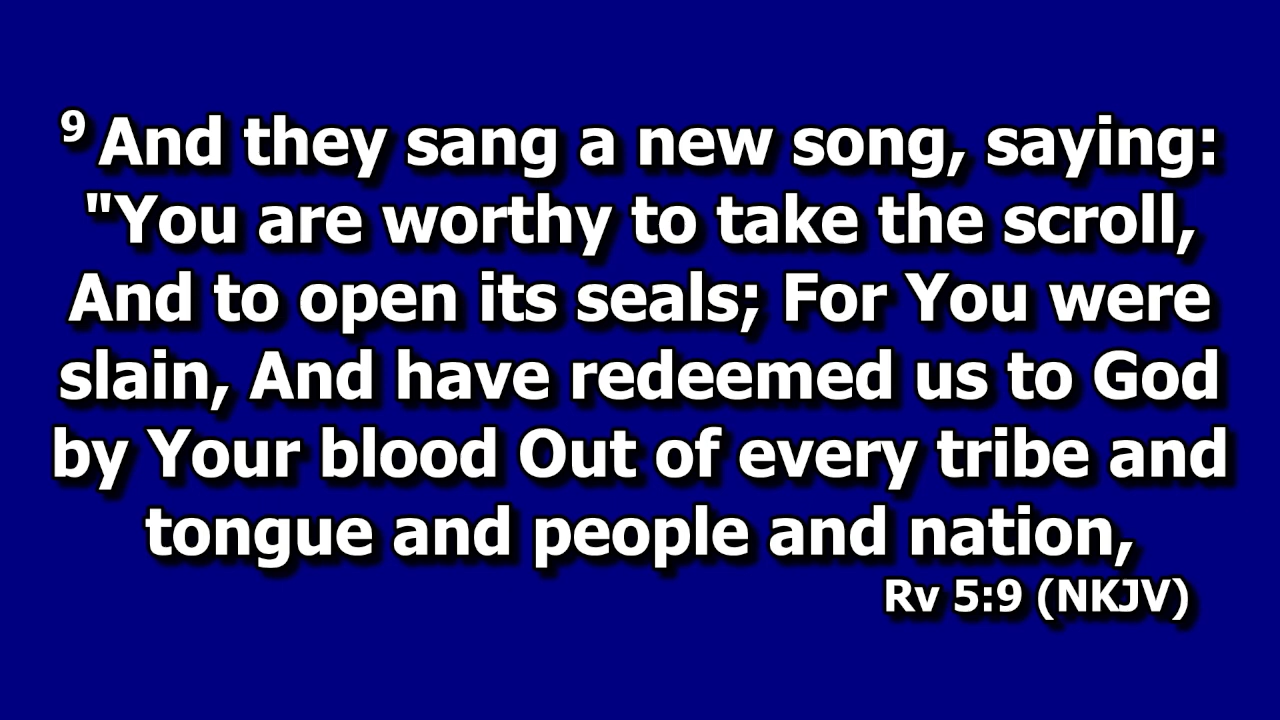 9 And they sang a new song, saying:
"You are worthy to take the scroll,
And to open its seals; For You were
slain, And have redeemed us to God
by Your blood Out of every tribe and
tongue and people and nation,
Rv 5:9 (NKJV)